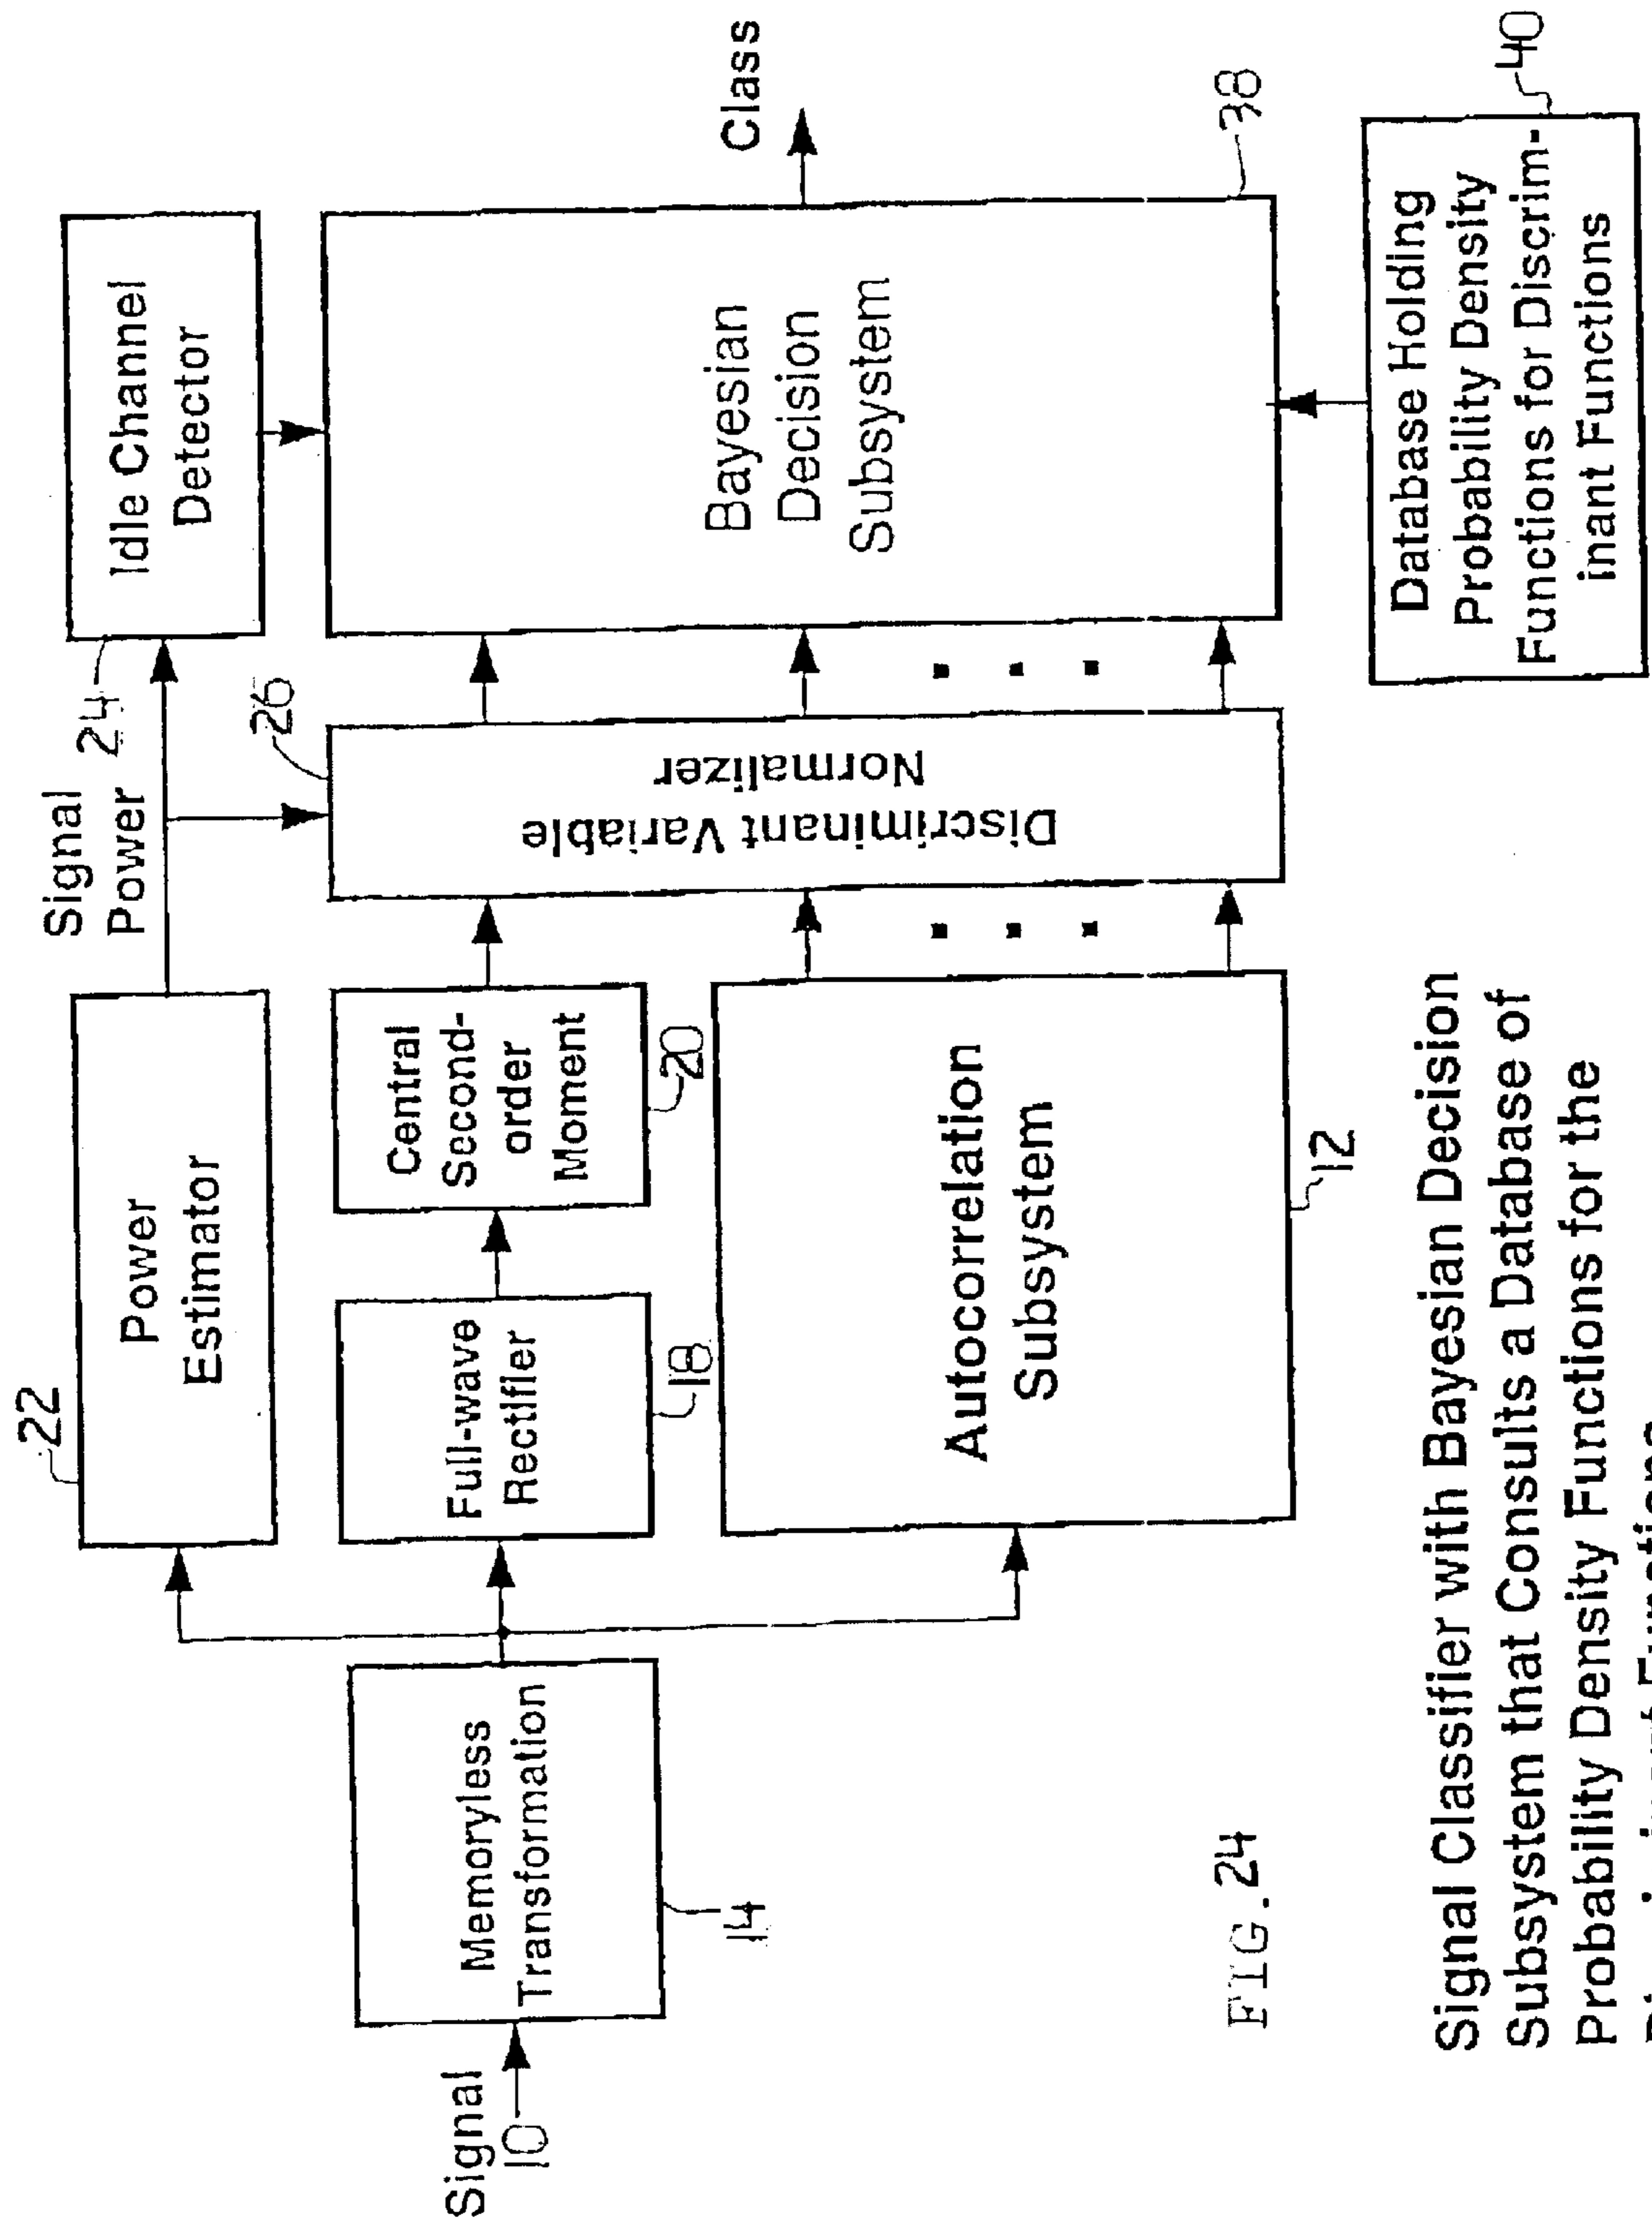 22
Power
Estimator
Signal
Power
24
Idle Channel
Detector
Signal
10
Memoryless
Transformation
14
Full-wave
Rectifier
18
Central
Second-
order
Moment
20
Autocorrelation
Subsystem
12
26
Discriminant Variable
Normalizer
Bayesian
Decision
Subsystem
38
Class
Database Holding
Probability Density
Functions for Discrim-
inant Functions
40
FIG.24
Signal Classifier with Bayesian Decision
Subsystem that Consults a Database of
Probability Density Functions for the